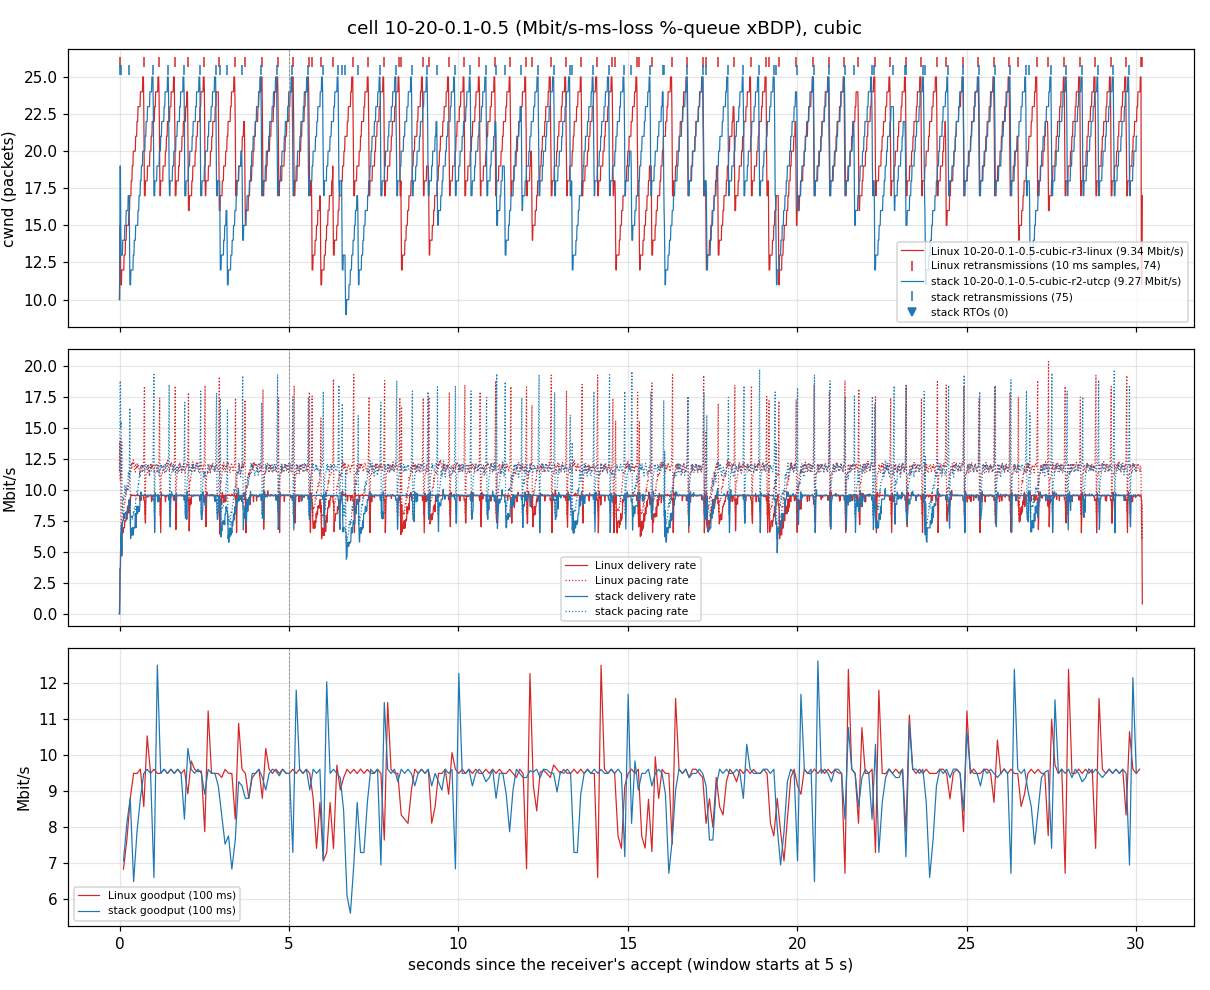 cell 10-20-0.1-0.5 (Mbit/s-ms-loss %-queue xBDP), cubic
cwnd (packets)
25.0
22.5
20.0
17.5
15.0
12.5
10.0
Linux 10-20-0.1-0.5-cubic-r3-linux (9.34 Mbit/s)
Linux retransmissions (10 ms samples, 74)
stack 10-20-0.1-0.5-cubic-r2-utcp (9.27 Mbit/s)
stack retransmissions (75)
stack RTOs (0)
Mbit/s
20.0
17.5
15.0
12.5
10.0
7.5
5.0
2.5
0.0
Linux delivery rate
Linux pacing rate
stack delivery rate
stack pacing rate
Mbit/s
12
11
10
9
8
7
6
Linux goodput (100 ms)
stack goodput (100 ms)
0 5 10 15 20 25 30
seconds since the receiver's accept (window starts at 5 s)